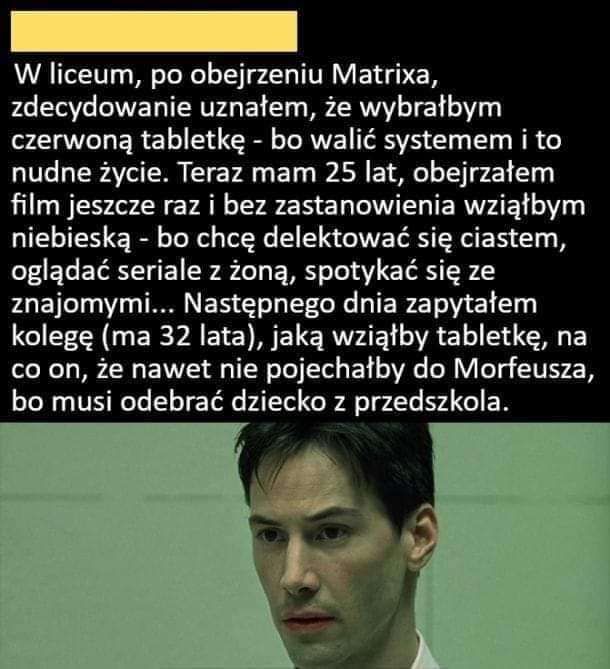 W liceum, po obejrzeniu Matrixa,
zdecydowanie uznałem, że wybrałbym
czerwoną tabletkę - bo walić systemem i to
nudne życie. Teraz mam 25 lat, obejrzałem
film jeszcze raz i bez zastanowienia wziąłbym
niebieską - bo chcę delektować się ciastem,
oglądać seriale z żoną, spotykać się ze
znajomymi... Następnego dnia zapytałem
kolegę (ma 32 lata), jaką wziąłby tabletkę, na
co on, że nawet nie pojechałby do Morfeusza,
bo musi odebrać dziecko z przedszkola.